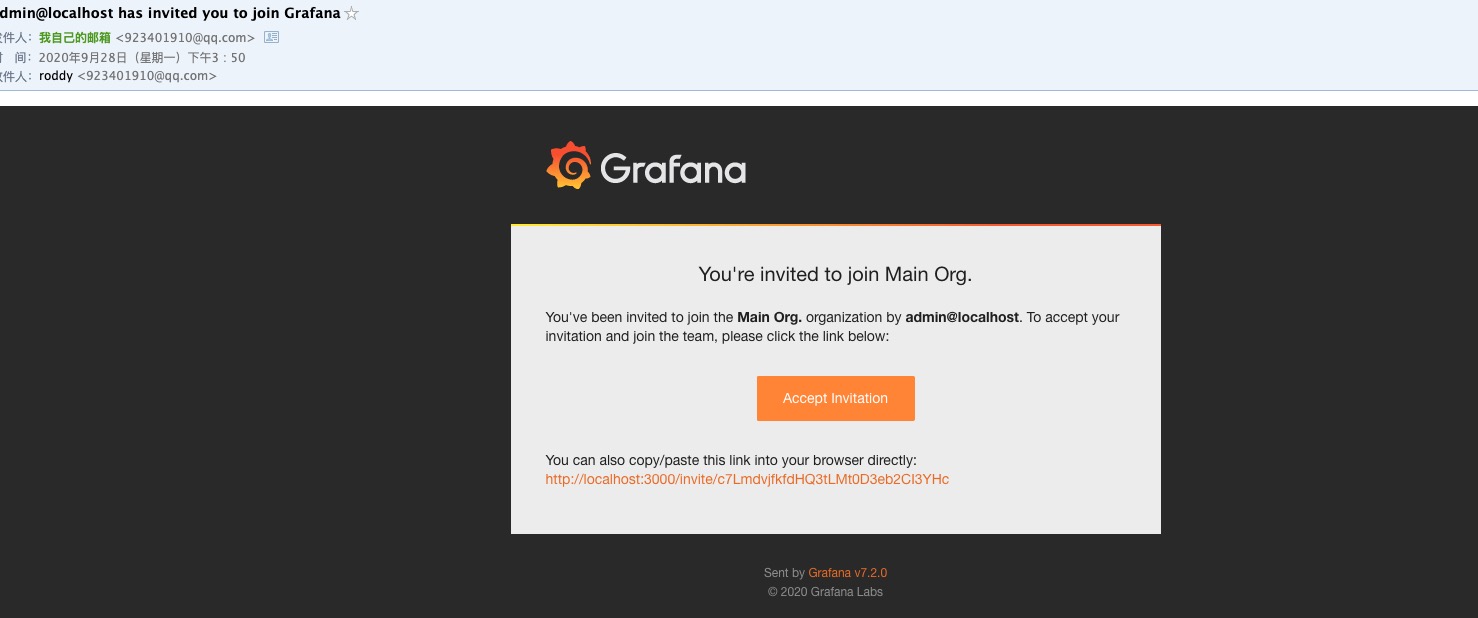 dmin@localhost has invited you to join Grafana
发件人: 我自己的邮箱 <923401910@qq.com>
时 间: 2020年9月28日（星期一）下午3:50
收件人: roddy <923401910@qq.com>
Grafana
You're invited to join Main Org.
You've been invited to join the Main Org. organization by admin@localhost. To accept your
invitation and join the team, please click the link below:
Accept Invitation
You can also copy/paste this link into your browser directly:
http://localhost:3000/invite/c7LmdvjfkfdHQ3tLMt0D3eb2CI3YHc
Sent by Grafana v7.2.0
© 2020 Grafana Labs